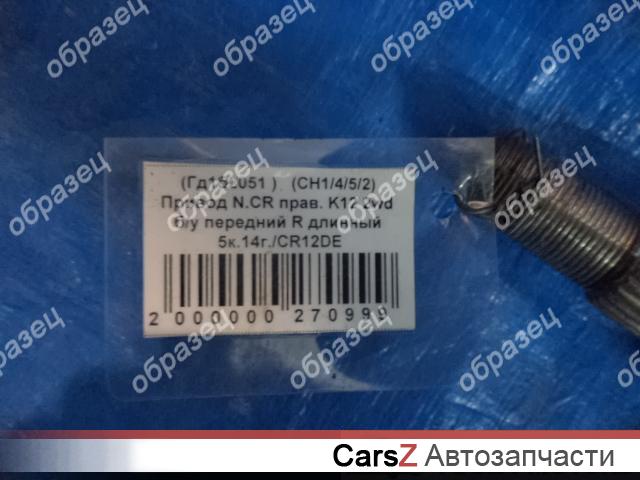 образец образец образец
(Гд1 051 ) (CH1/4/5/2)
Привод N.CR прав. K12 2wd
б/у передний R длинный
5к.14г./CR12DE
2 000000 270999
образец образец образец
образец образец образец
CarsZ Автозапчасти